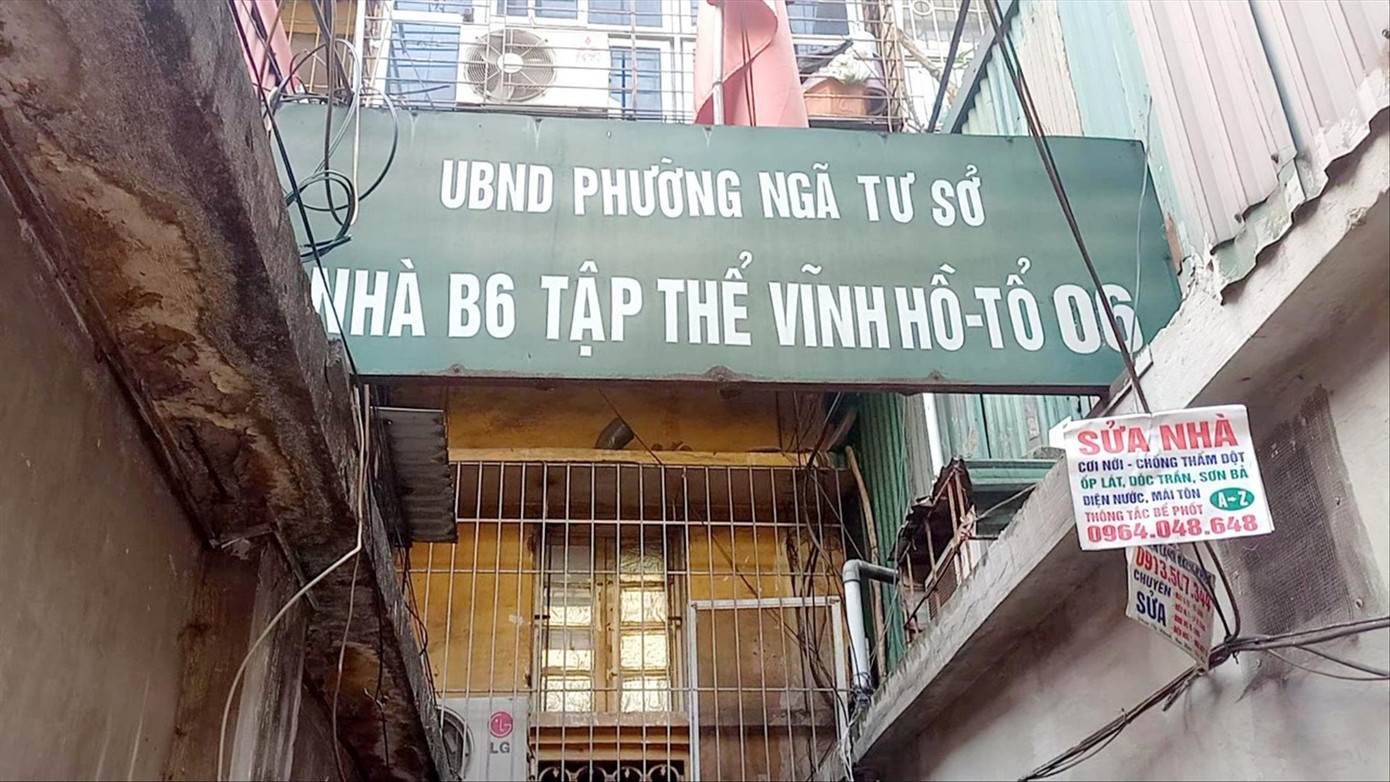 UBND PHƯỜNG NGÃ TƯ SỞ
NHÀ B6 TẬP THỂ VĨNH HỒ-TỔ 06
SỬA NHÀ
CƠI NỚI - CHỐNG THẤM DỘT
ỐP LÁT, DÓC TRẦN, SƠN BẢ
ĐIỆN NƯỚC, MÁI TÔN A-Z
THÔNG TẮC BỂ PHỐT
0964.048.648
CHUYÊN
SỬA
LG